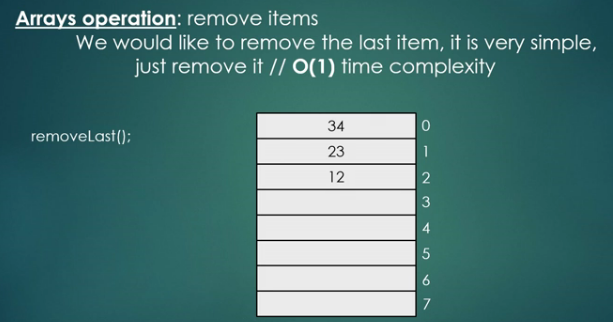 Arrays operation: remove items
We would like to remove the last item, it is very simple,
just remove it // O(1) time complexity
removeLast();
34 0
23 1
12 2
3
4
5
6
7